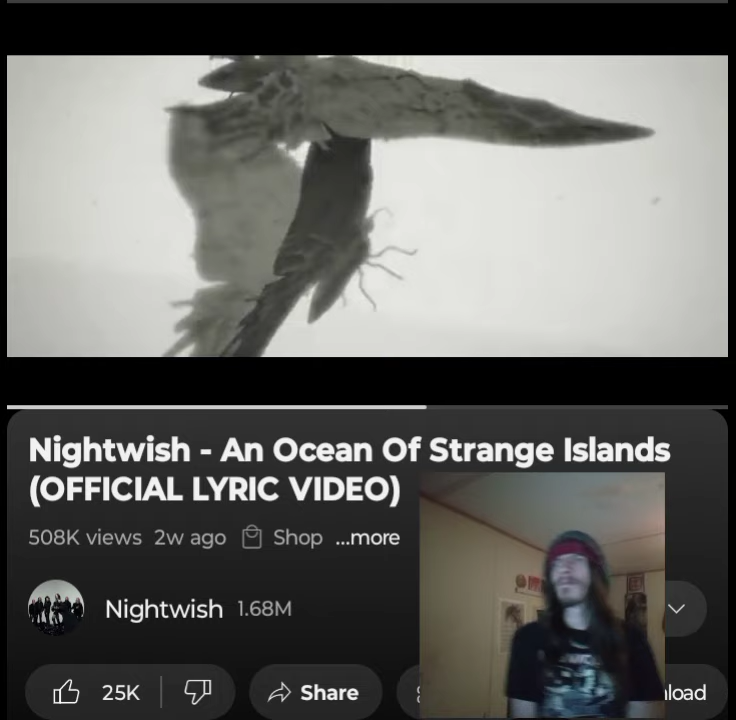 Nightwish - An Ocean Of Strange Islands
(OFFICIAL LYRIC VIDEO)
508K views 2w ago Shop ...more
Nightwish 1.68M
25K Share load